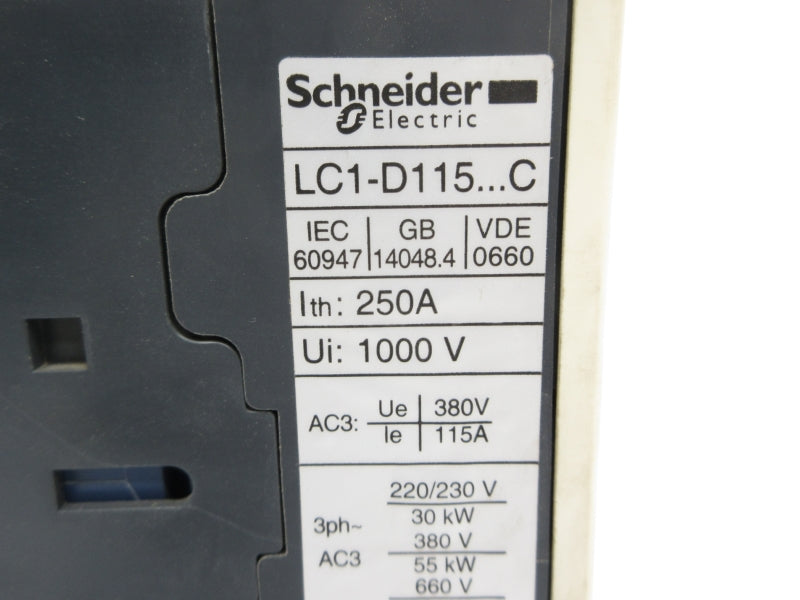 Schneider
Electric
LC1-D115...C
IEC 60947 | GB 14048.4 | VDE 0660
Ith: 250A
Ui: 1000 V
AC3: Ue 380V
Ie 115A
3ph~ AC3
220/230 V
30 kW
380 V
55 kW
660 V